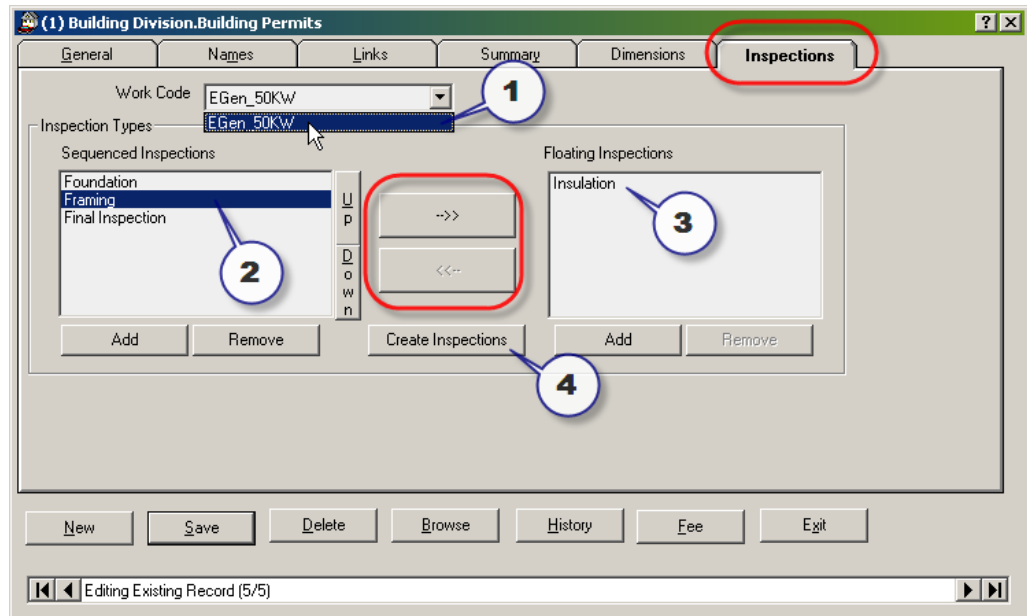 (1) Building Division.Building Permits
? X
General Names Links Summary Dimensions Inspections
Work Code EGen_50KW
1
EGen_50KW
Inspection Types
Sequenced Inspections
Floating Inspections
Foundation
Framing
Final Inspection
Up
Down
-->>
<<--
Insulation
2
3
Add Remove Create Inspections Add Remove
4
New Save Delete Browse History Fee Exit
Editing Existing Record (5/5)